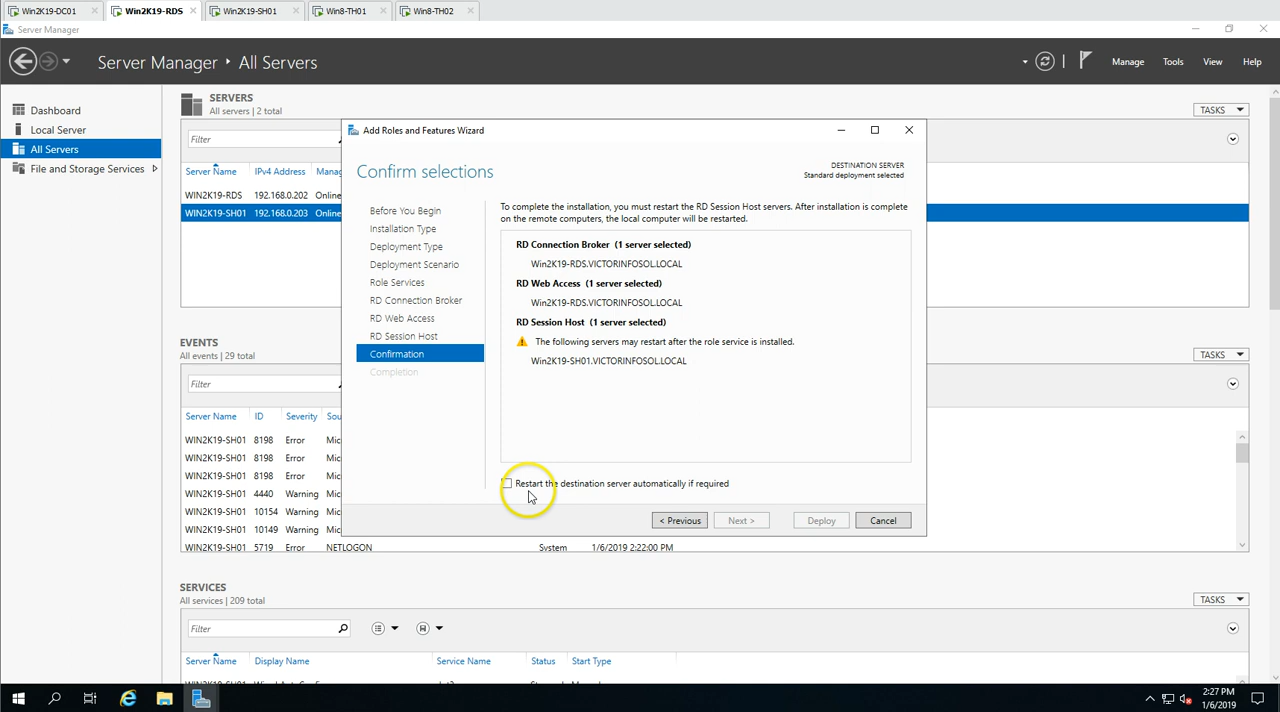 Win2K19-DC01
Win2K19-RDS
Win2K19-SH01
Win8-TH01
Win8-TH02
Server Manager
Server Manager • All Servers
Manage
Tools
View
Help
Dashboard
Local Server
All Servers
File and Storage Services
SERVERS
All servers | 2 total
TASKS
Filter
Server Name IPv4 Address Manag
WIN2K19-RDS 192.168.0.202 Online
WIN2K19-SH01 192.168.0.203 Online
Add Roles and Features Wizard
Confirm selections
DESTINATION SERVER
Standard deployment selected
Before You Begin
Installation Type
Deployment Type
Deployment Scenario
Role Services
RD Connection Broker
RD Web Access
RD Session Host
Confirmation
Completion
To complete the installation, you must restart the RD Session Host servers. After installation is complete
on the remote computers, the local computer will be restarted.
RD Connection Broker (1 server selected)
Win2K19-RDS.VICTORINFOSOL.LOCAL
RD Web Access (1 server selected)
Win2K19-RDS.VICTORINFOSOL.LOCAL
RD Session Host (1 server selected)
The following servers may restart after the role service is installed.
Win2K19-SH01.VICTORINFOSOL.LOCAL
Restart the destination server automatically if required
< Previous
Next >
Deploy
Cancel
EVENTS
All events | 29 total
TASKS
Filter
Server Name ID Severity Sou
WIN2K19-SH01 8198 Error Mic
WIN2K19-SH01 8198 Error Mic
WIN2K19-SH01 8198 Error Mic
WIN2K19-SH01 4440 Warning Mic
WIN2K19-SH01 10154 Warning Mic
WIN2K19-SH01 10149 Warning Mic
WIN2K19-SH01 5719 Error NETLOGON System 1/6/2019 2:22:00 PM
SERVICES
All services | 209 total
TASKS
Filter
Server Name Display Name Service Name Status Start Type
2:27 PM
1/6/2019